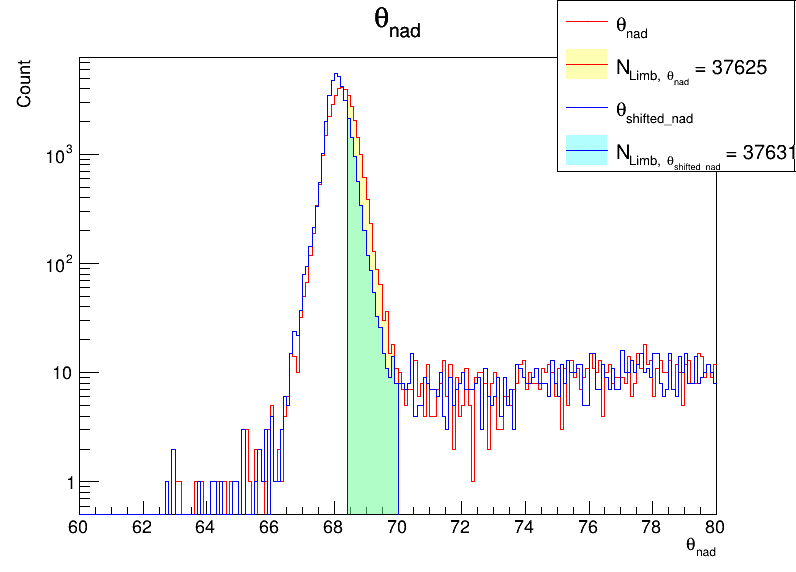 θnad
θnad
NLimb, θnad = 37625
θshifted_nad
NLimb, θshifted_nad = 37631
Count
10³
10²
10
1
60 62 64 66 68 70 72 74 76 78 80
θnad